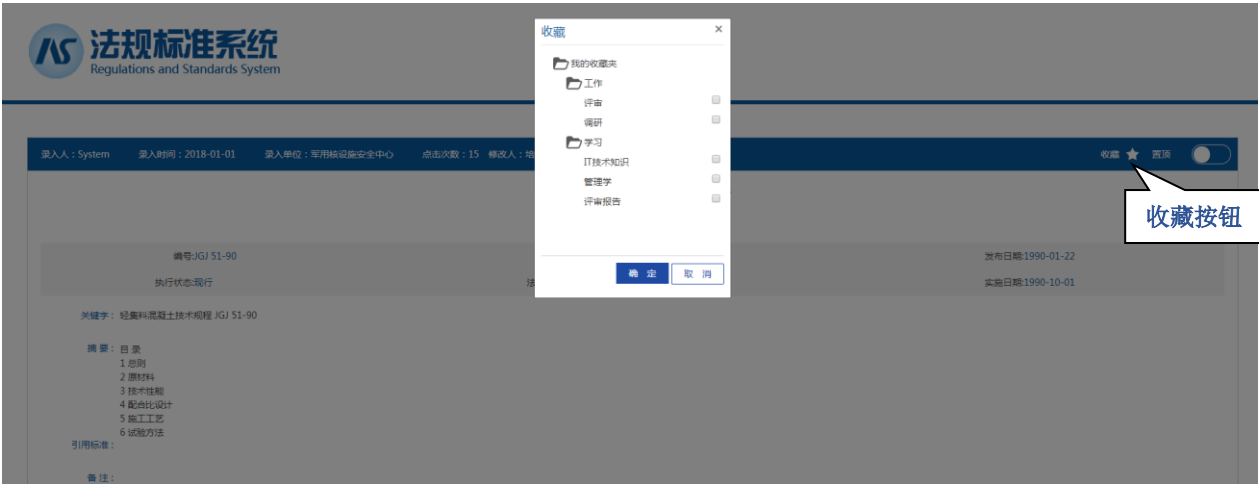 法规标准系统
Regulations and Standards System
收藏
×
我的收藏夹
工作
评审
调研
学习
IT技术知识
管理学
评审报告
确 定
取 消
录入人：System 录入时间：2018-01-01 录入单位：军用核设施安全中心 点击次数：15 修改人：培
收藏 置顶
收藏按钮
编号:JGJ 51-90
发布日期:1990-01-22
执行状态:现行
法
实施日期:1990-10-01
关键字： 轻集料混凝土技术规程 JGJ 51-90
摘 要： 目 录
1 总则
2 原材料
3 技术性能
4 配合比设计
5 施工工艺
6 试验方法
引用标准：
备 注：